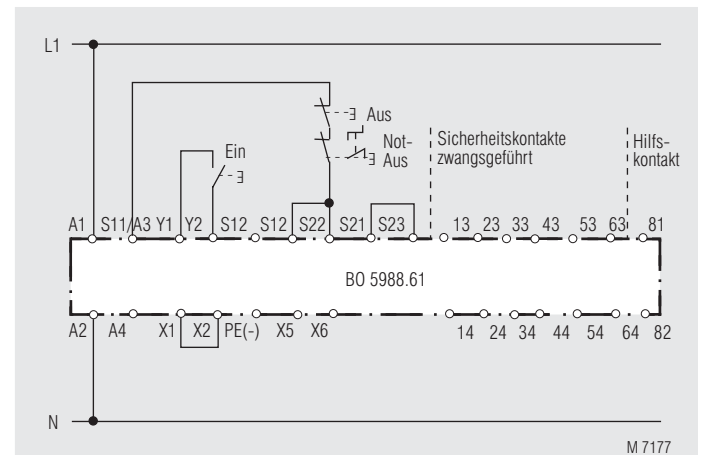 L1
Aus
Not-
Aus
Ein
Sicherheitskontakte
zwangsgeführt
Hilfs-
kontakt
A1 S11/A3 Y1 Y2 S12 S12 S22 S21 S23 13 23 33 43 53 63 81
BO 5988.61
A2 A4 X1 X2 PE(-) X5 X6 14 24 34 44 54 64 82
N
M 7177